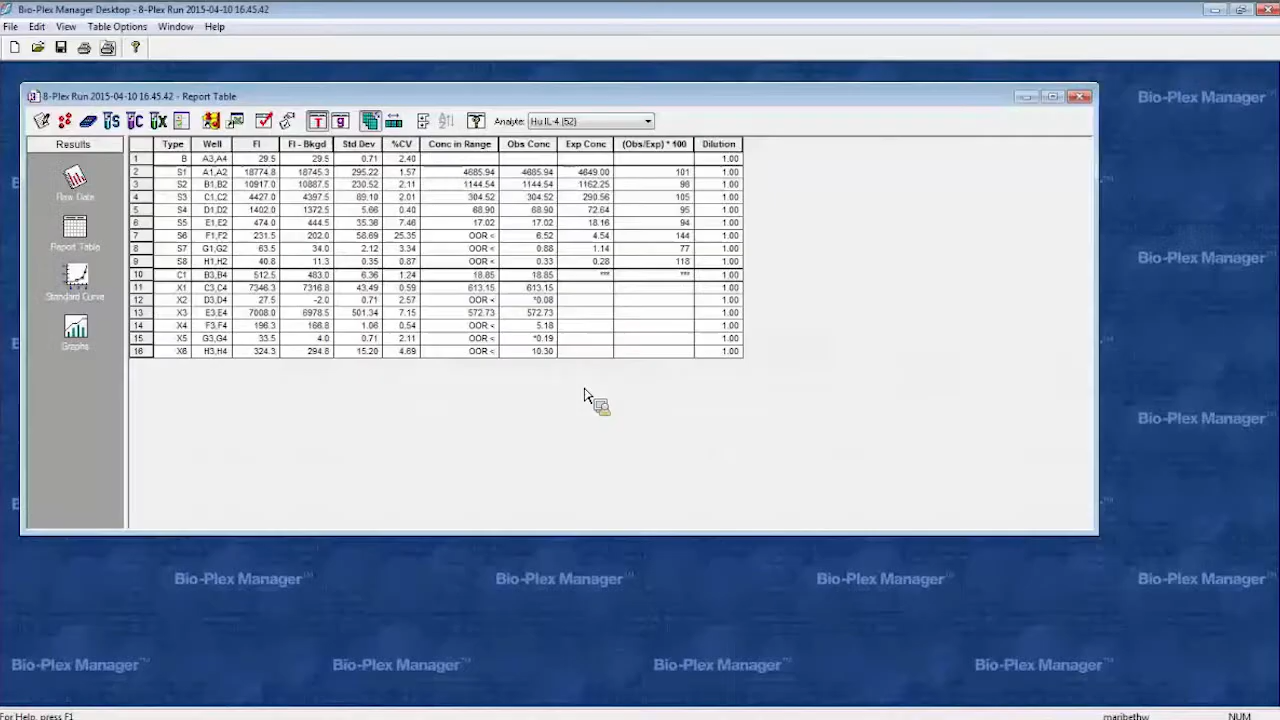 Bio-Plex Manager Desktop - 8-Plex Run 2015-04-10 16.45.42
File Edit View Table Options Window Help
8-Plex Run 2015-04-10 16.45.42 - Report Table
Analyte: Hu IL-4 (52)
Results
Raw Data
Report Table
Standard Curve
Graphs
Type Well FI FI - Bkgd Std Dev %CV Conc in Range Obs Conc Exp Conc (Obs/Exp) * 100 Dilution
1 B A3,A4 29.5 29.5 0.71 2.40 1.00
2 S1 A1,A2 18774.8 18745.3 295.22 1.57 4685.94 4685.94 4649.00 101 1.00
3 S2 B1,B2 10917.0 10887.5 230.52 2.11 1144.54 1144.54 1162.25 98 1.00
4 S3 C1,C2 4427.0 4397.5 89.10 2.01 304.52 304.52 290.56 105 1.00
5 S4 D1,D2 1402.0 1372.5 5.66 0.40 68.90 68.90 72.64 95 1.00
6 S5 E1,E2 474.0 444.5 35.36 7.46 17.02 17.02 18.16 94 1.00
7 S6 F1,F2 231.5 202.0 58.69 25.35 OOR < 6.52 4.54 144 1.00
8 S7 G1,G2 63.5 34.0 2.12 3.34 OOR < 0.88 1.14 77 1.00
9 S8 H1,H2 40.8 11.3 0.35 0.87 OOR < 0.33 0.28 118 1.00
10 C1 B3,B4 512.5 483.0 6.36 1.24 18.85 18.85 *** *** 1.00
11 X1 C3,C4 7346.3 7316.8 43.49 0.59 613.15 613.15 1.00
12 X2 D3,D4 27.5 -2.0 0.71 2.57 OOR < *0.08 1.00
13 X3 E3,E4 7008.0 6978.5 501.34 7.15 572.73 572.73 1.00
14 X4 F3,F4 196.3 166.8 1.06 0.54 OOR < 5.18 1.00
15 X5 G3,G4 33.5 4.0 0.71 2.11 OOR < *0.19 1.00
16 X6 H3,H4 324.3 294.8 15.20 4.69 OOR < 10.30 1.00
Bio-Plex Manager
Bio-Plex Manager
Bio-Plex Manager
Bio-Plex Manager™ Bio-Plex Manager™ Bio-Plex Manager™ Bio-Plex Manager
Bio-Plex Manager™ Bio-Plex Manager™ Bio-Plex Manager™ Bio-Plex Manager™
For Help, press F1 maribethw NUM